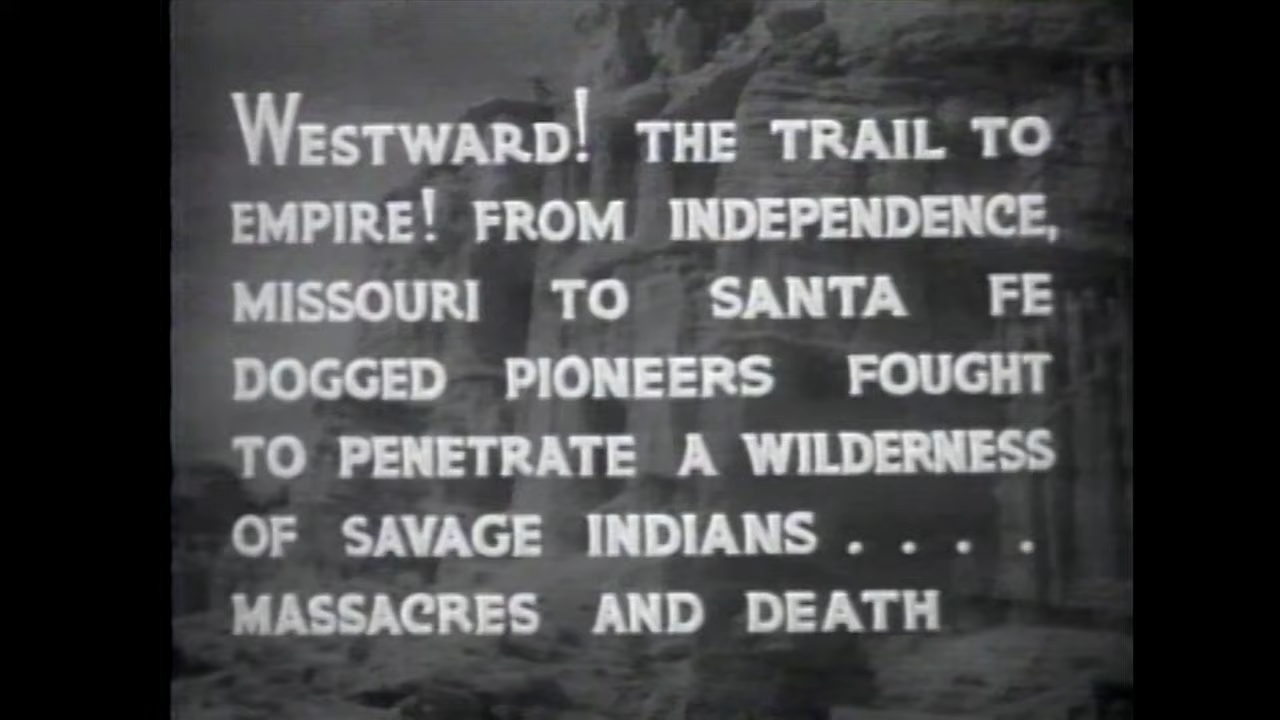 WESTWARD! THE TRAIL TO
EMPIRE! FROM INDEPENDENCE,
MISSOURI TO SANTA FE
DOGGED PIONEERS FOUGHT
TO PENETRATE A WILDERNESS
OF SAVAGE INDIANS ....
MASSACRES AND DEATH